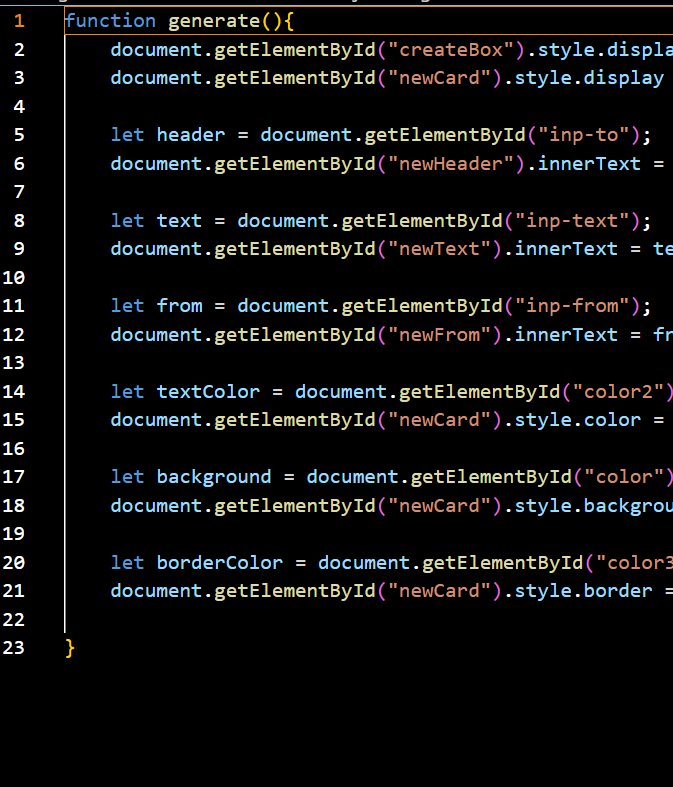 1 function generate(){
2 document.getElementById("createBox").style.displa
3 document.getElementById("newCard").style.display
4
5 let header = document.getElementById("inp-to");
6 document.getElementById("newHeader").innerText =
7
8 let text = document.getElementById("inp-text");
9 document.getElementById("newText").innerText = te
10
11 let from = document.getElementById("inp-from");
12 document.getElementById("newFrom").innerText = fr
13
14 let textColor = document.getElementById("color2")
15 document.getElementById("newCard").style.color =
16
17 let background = document.getElementById("color")
18 document.getElementById("newCard").style.backgrou
19
20 let borderColor = document.getElementById("color3
21 document.getElementById("newCard").style.border =
22
23 }